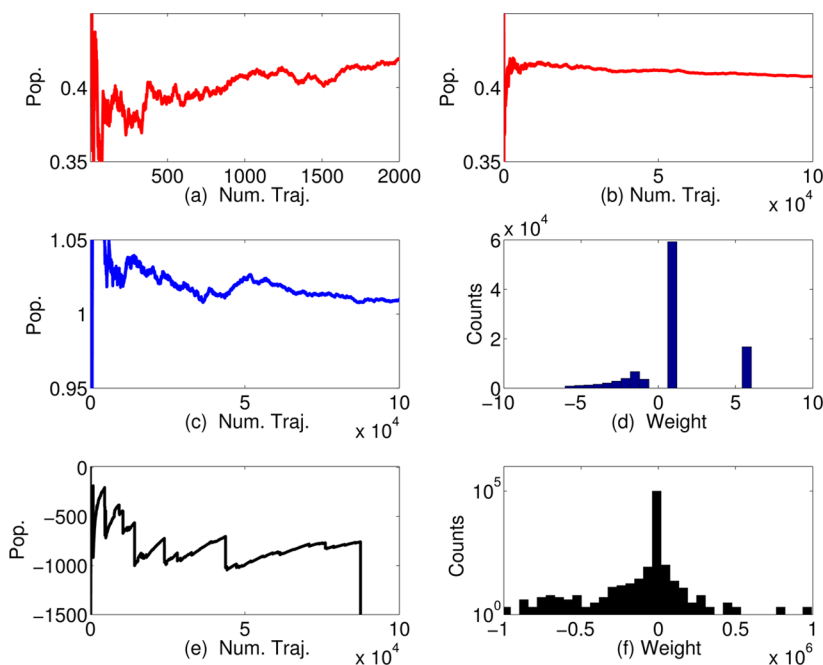 0.4
0.35
Pop.
500 1000 1500 2000
(a) Num. Traj.
0.4
0.35
Pop.
0 5 10
(b) Num. Traj.
x 10^4
1.05
1
0.95
Pop.
0 5 10
(c) Num. Traj.
x 10^4
6 x 10^4
4
2
0
Counts
−10 −5 0 5 10
(d) Weight
0
−500
−1000
−1500
Pop.
0 5 10
(e) Num. Traj.
x 10^4
10^5
10^0
Counts
-1 -0.5 0 0.5 1
(f) Weight
x 10^6